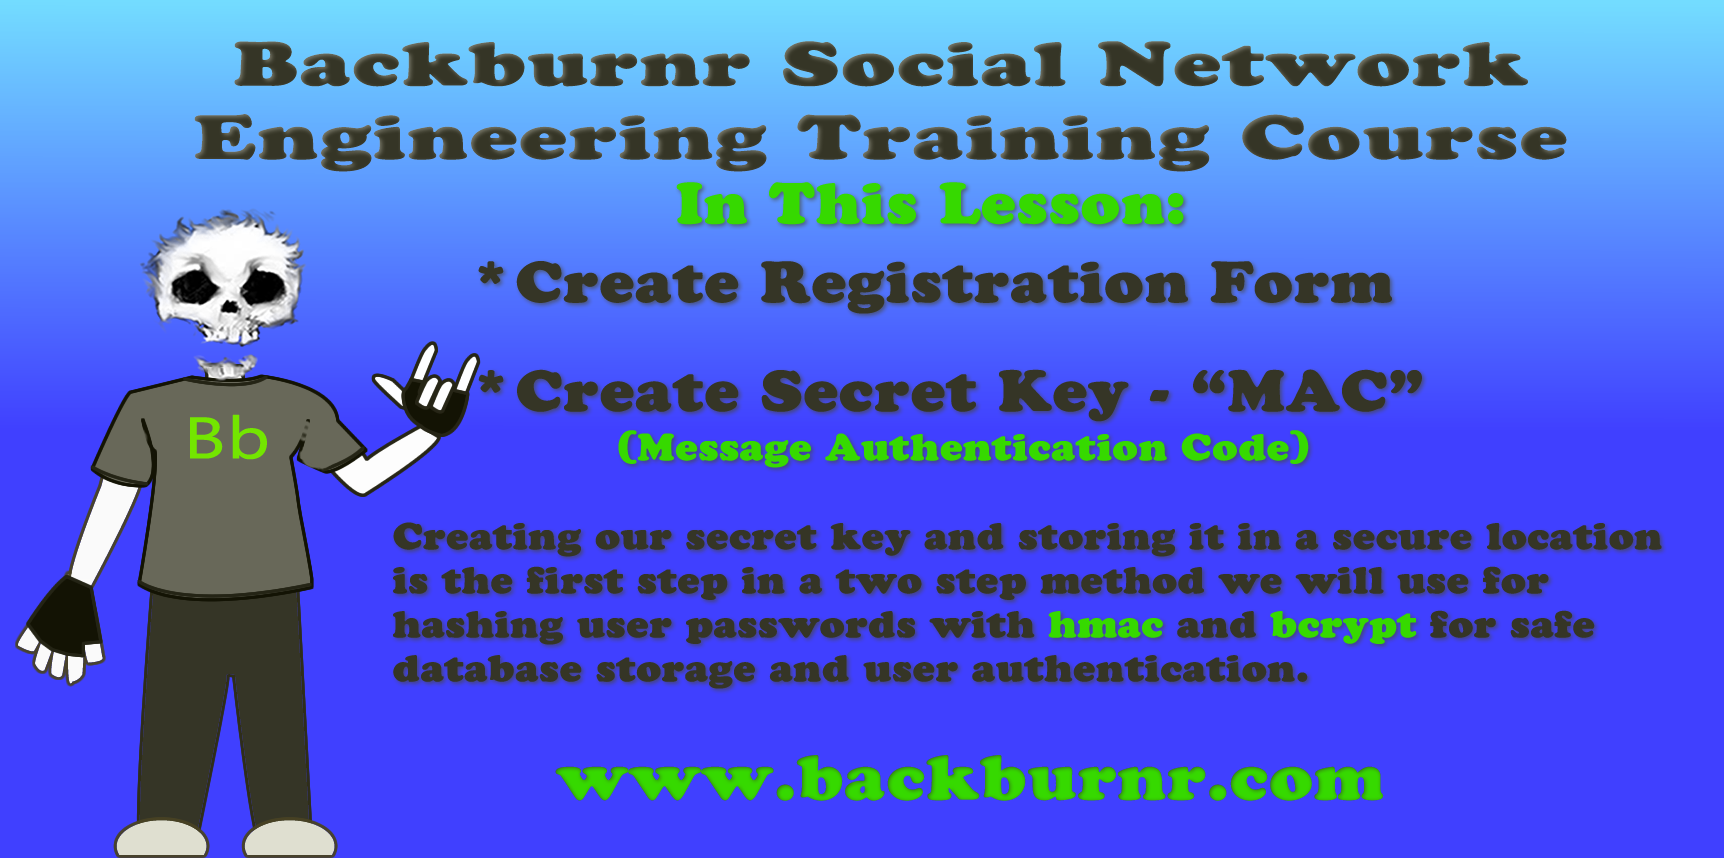 Backburnr Social Network
Engineering Training Course
In This Lesson:
* Create Registration Form
* Create Secret Key - “MAC”
(Message Authentication Code)
Bb
Creating our secret key and storing it in a secure location
is the first step in a two step method we will use for
hashing user passwords with hmac and bcrypt for safe
database storage and user authentication.
www.backburnr.com